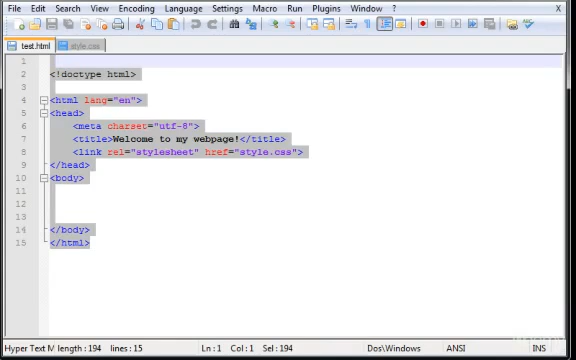 File Edit Search View Encoding Language Settings Macro Run Plugins Window ? X
test.html style.css
1
2 <!doctype html>
3
4 <html lang="en">
5 <head>
6 <meta charset="utf-8">
7 <title>Welcome to my webpage!</title>
8 <link rel="stylesheet" href="style.css">
9 </head>
10 <body>
11
12
13
14 </body>
15 </html>
Hyper Text M length : 194 lines : 15 Ln : 1 Col : 1 Sel : 194 Dos\Windows ANSI INS